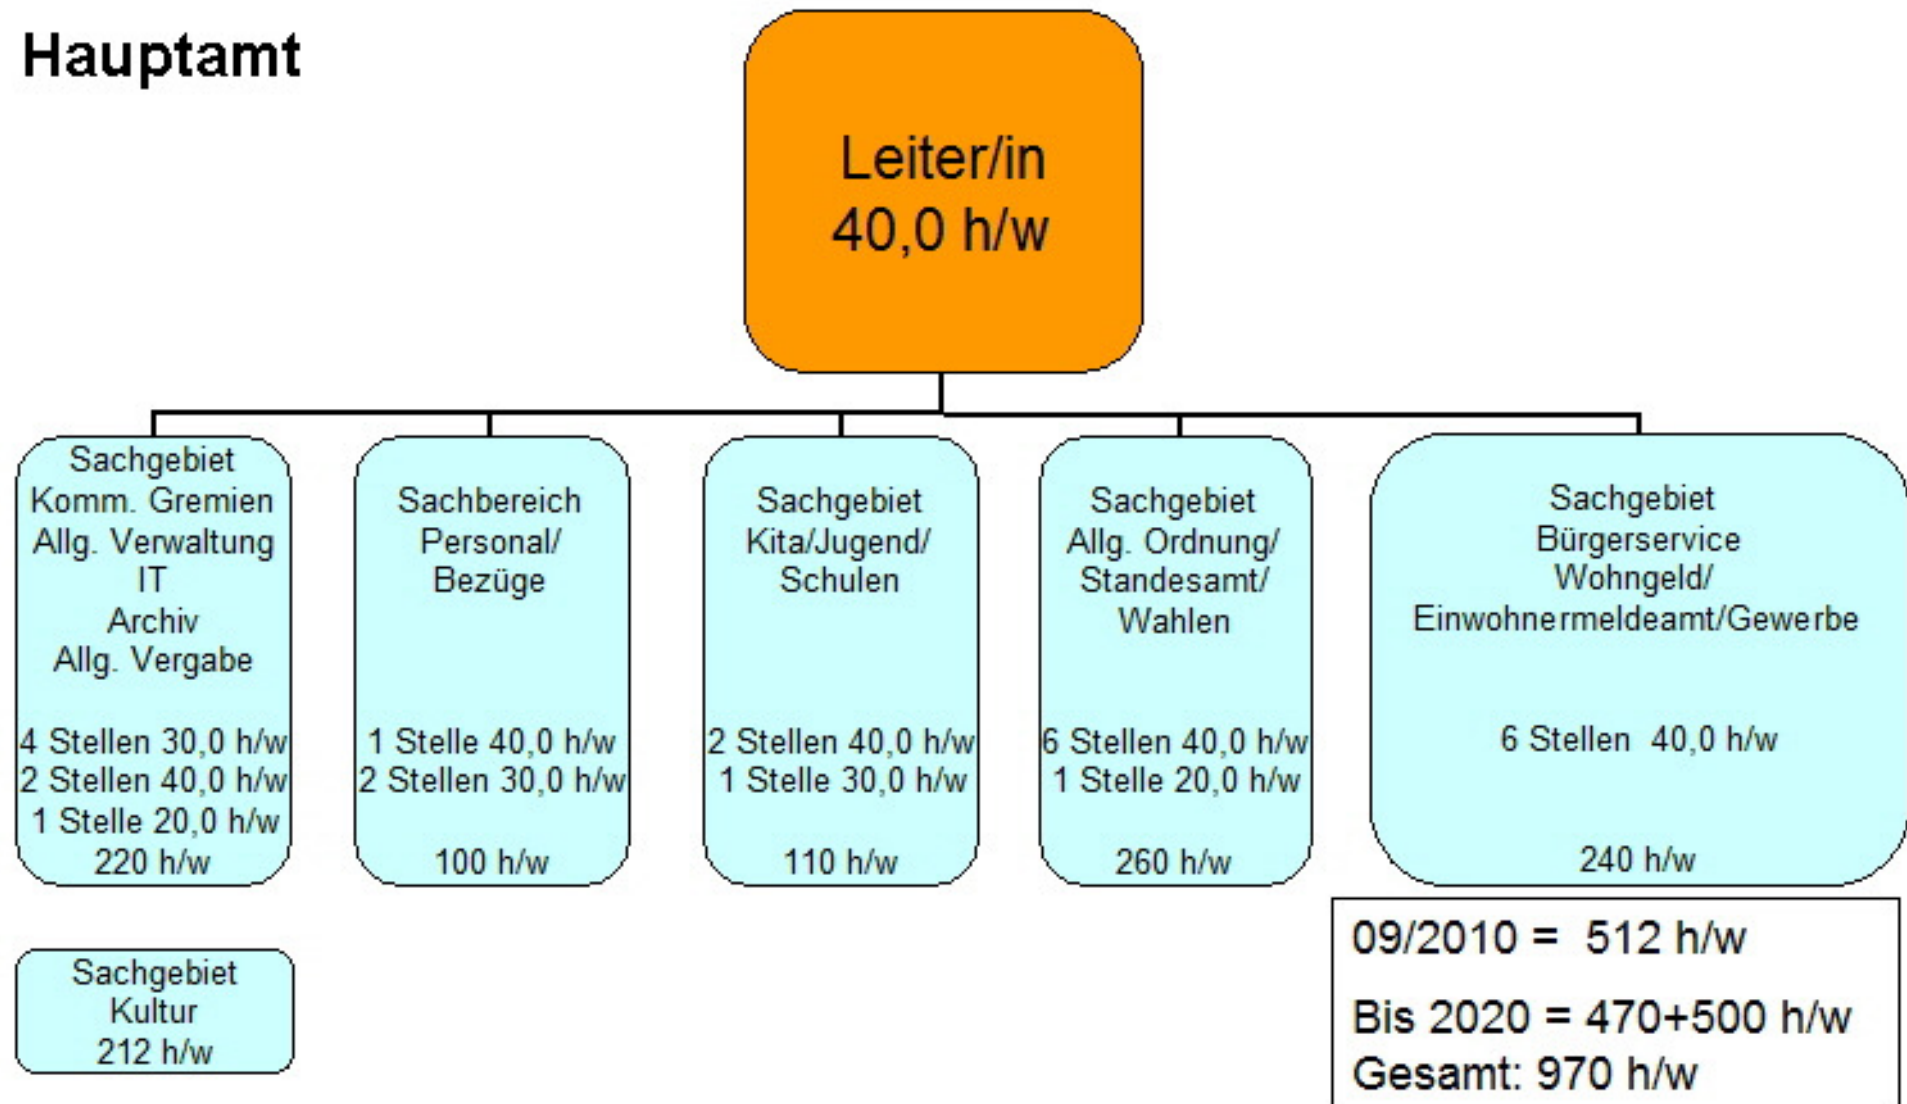 Hauptamt
Leiter/in
40,0 h/w
Sachgebiet
Komm. Gremien
Allg. Verwaltung
IT
Archiv
Allg. Vergabe
4 Stellen 30,0 h/w
2 Stellen 40,0 h/w
1 Stelle 20,0 h/w
220 h/w
Sachbereich
Personal/
Bezüge
1 Stelle 40,0 h/w
2 Stellen 30,0 h/w
100 h/w
Sachgebiet
Kita/Jugend/
Schulen
2 Stellen 40,0 h/w
1 Stelle 30,0 h/w
110 h/w
Sachgebiet
Allg. Ordnung/
Standesamt/
Wahlen
6 Stellen 40,0 h/w
1 Stelle 20,0 h/w
260 h/w
Sachgebiet
Bürgerservice
Wohngeld/
Einwohnermeldeamt/Gewerbe
6 Stellen  40,0 h/w
240 h/w
Sachgebiet
Kultur
212 h/w
09/2010 =  512 h/w
Bis 2020 = 470+500 h/w
Gesamt: 970 h/w